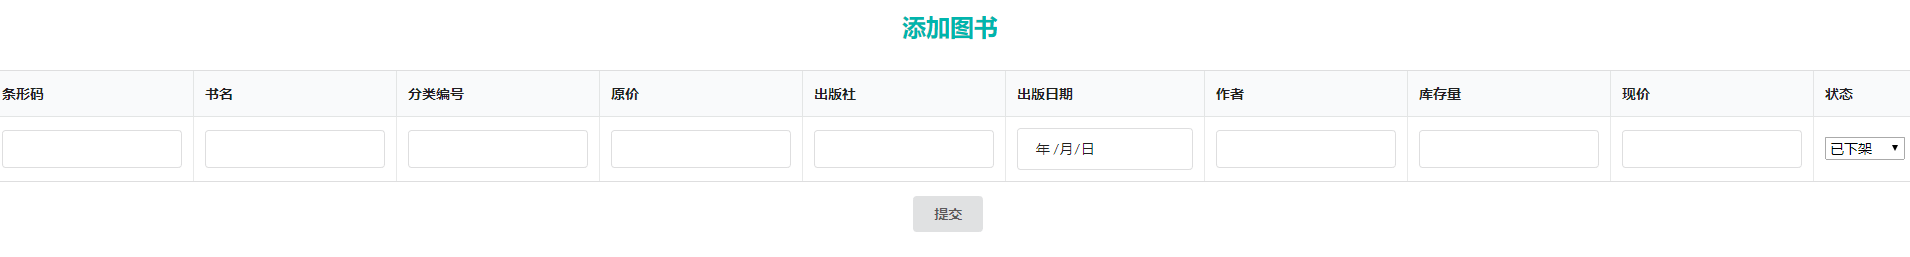 添加图书
条形码 书名 分类编号 原价 出版社 出版日期 作者 库存量 现价 状态
年 /月/日 已下架
提交